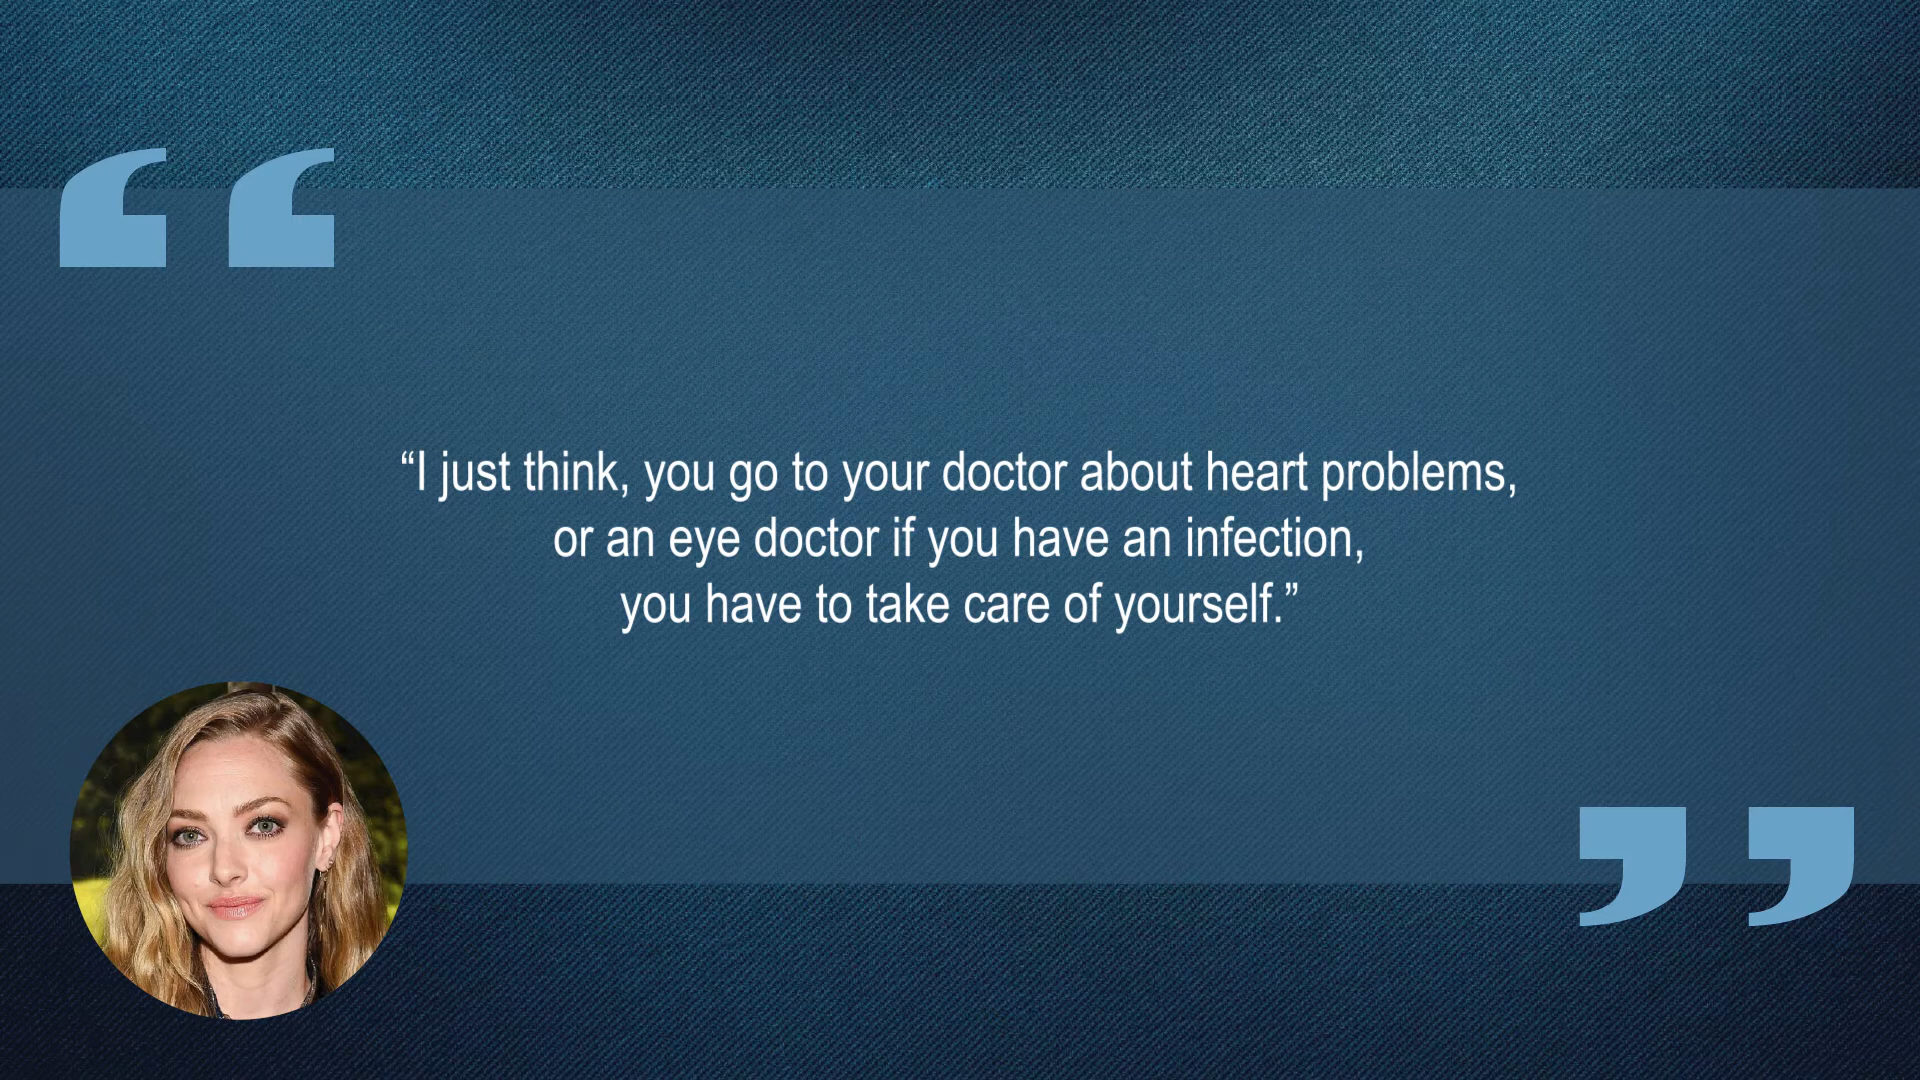 “I just think, you go to your doctor about heart problems,
or an eye doctor if you have an infection,
you have to take care of yourself.”